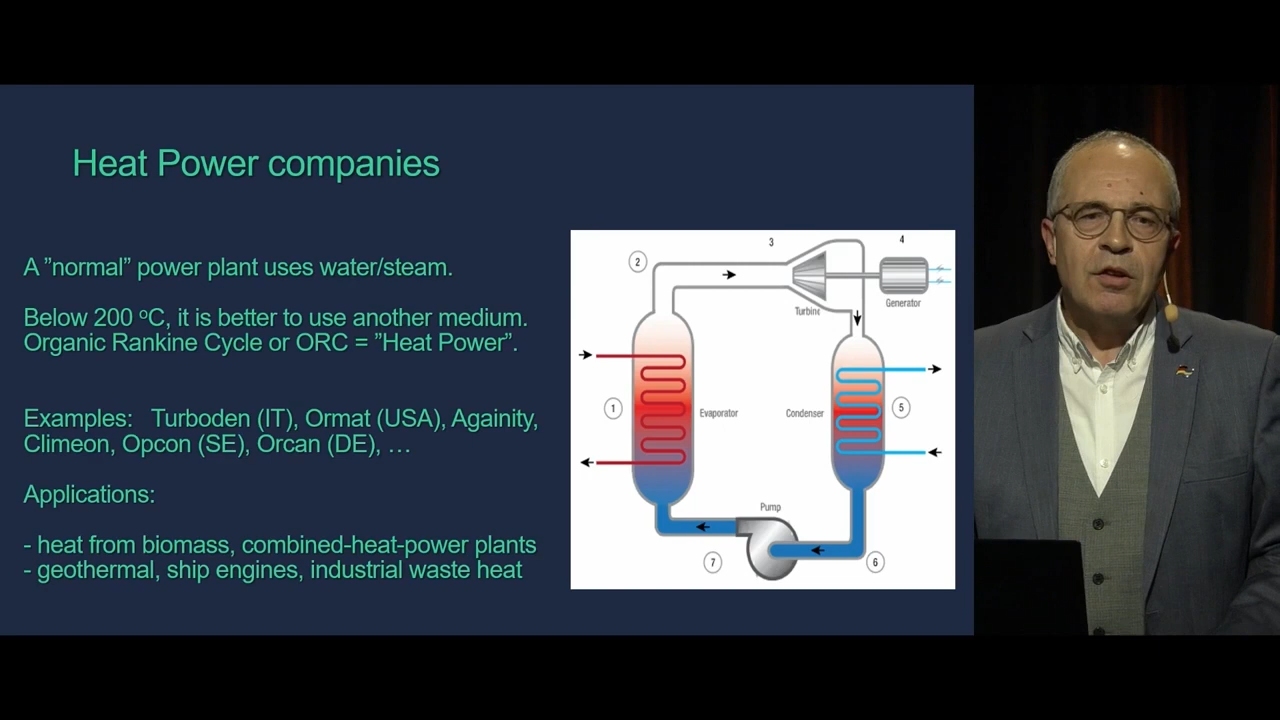 Heat Power companies
A ”normal” power plant uses water/steam.
Below 200 ºC, it is better to use another medium.
Organic Rankine Cycle or ORC = ”Heat Power”.
Examples: Turboden (IT), Ormat (USA), Againity,
Climeon, Opcon (SE), Orcan (DE), …
Applications:
- heat from biomass, combined-heat-power plants
- geothermal, ship engines, industrial waste heat
3
4
2
Turbine
Generator
1
Evaporator
Condenser
5
Pump
7
6